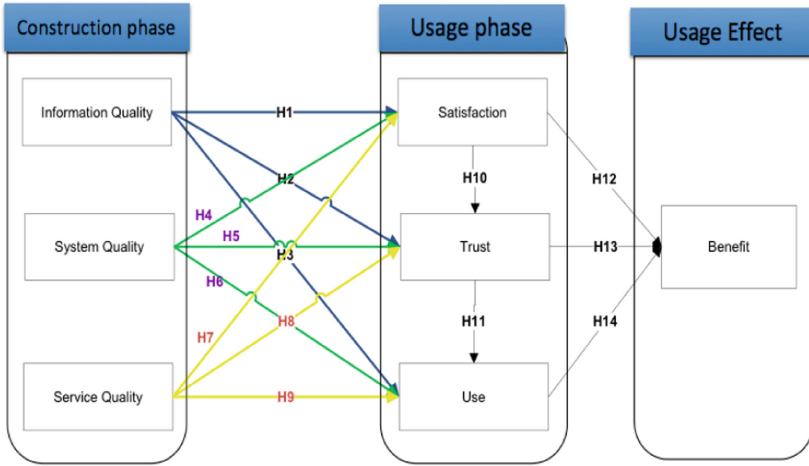 Construction phase
Usage phase
Usage Effect
Information Quality
H1
Satisfaction
H2
H10
H12
H4
H5
System Quality
H3
Trust
H13
Benefit
H6
H7
H8
H11
H14
Service Quality
H9
Use